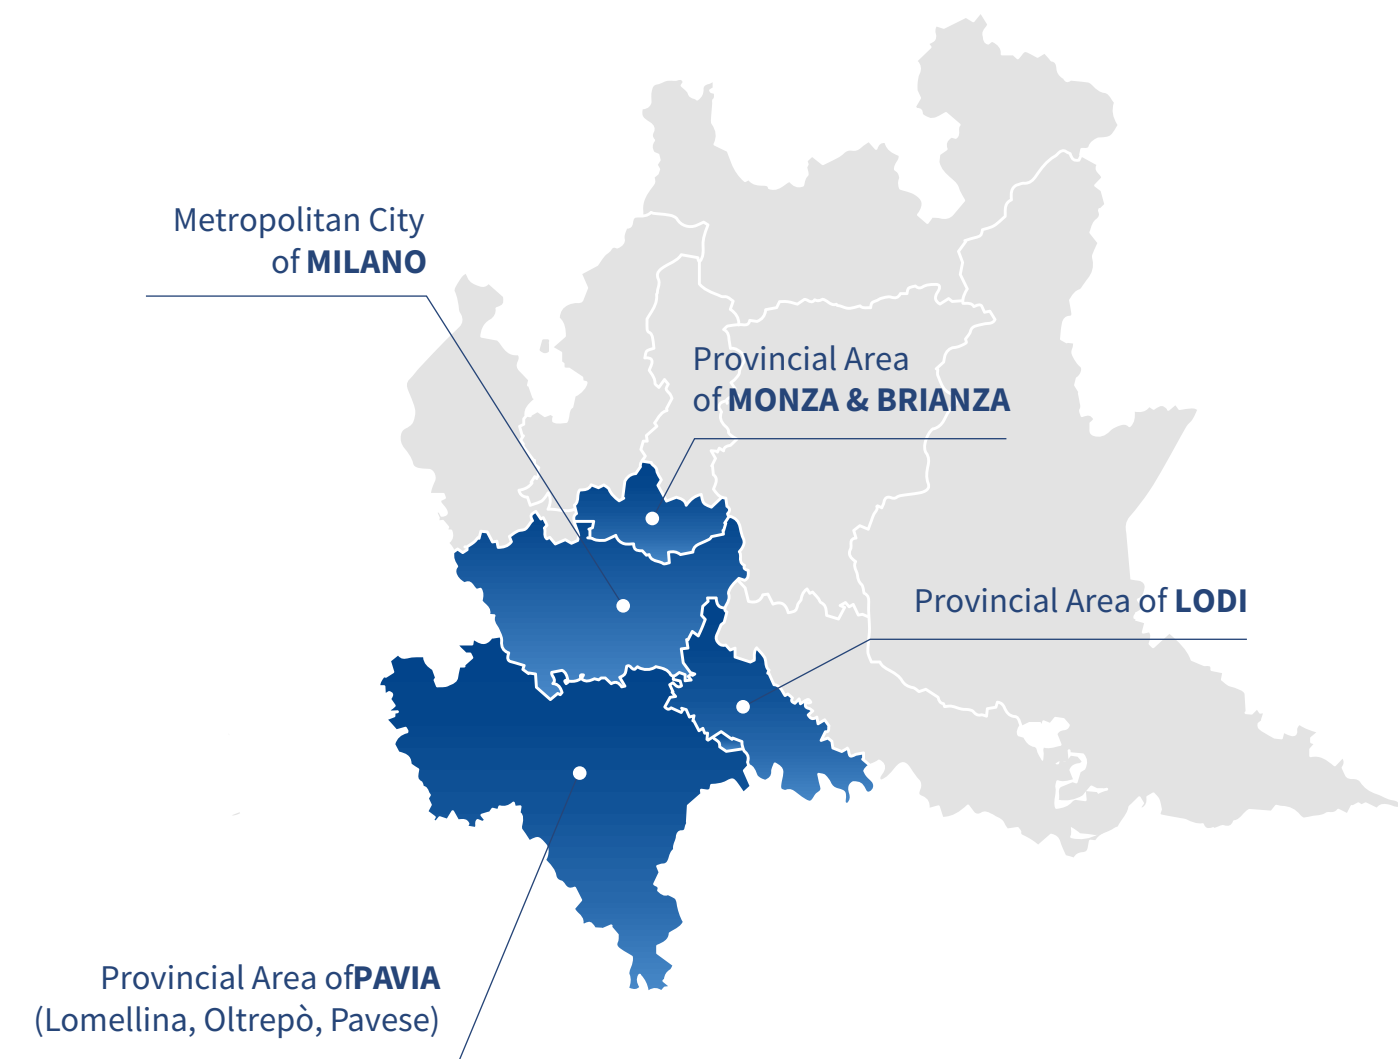 Metropolitan City
of MILANO
Provincial Area
of MONZA & BRIANZA
Provincial Area of LODI
Provincial Area ofPAVIA
(Lomellina, Oltrepò, Pavese)